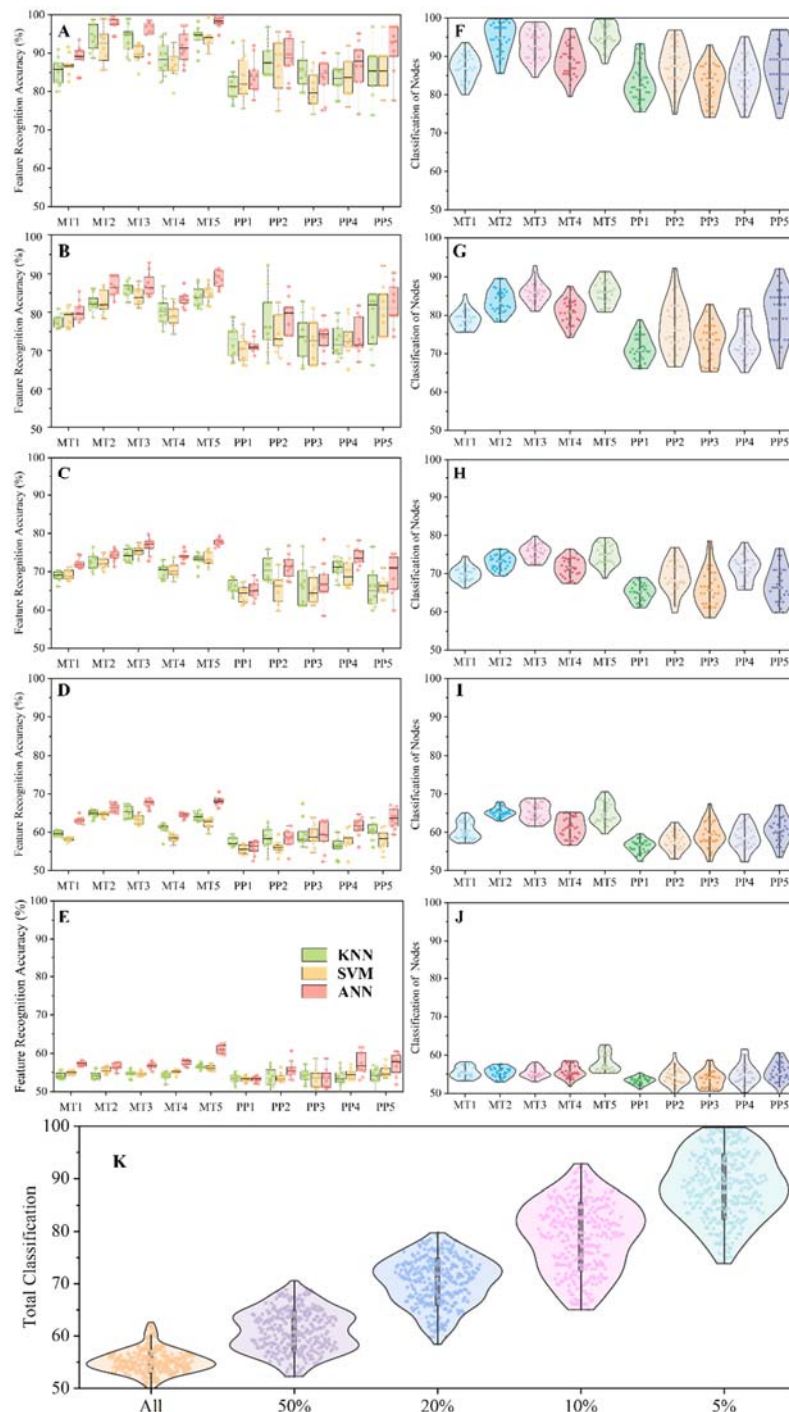 A
Feature Recognition Accuracy (%)
100
90
80
70
60
50
MT1 MT2 MT3 MT4 MT5 PP1 PP2 PP3 PP4 PP5
F
Classification of Nodes
100
90
80
70
60
50
MT1 MT2 MT3 MT4 MT5 PP1 PP2 PP3 PP4 PP5
B
Feature Recognition Accuracy (%)
100
90
80
70
60
50
MT1 MT2 MT3 MT4 MT5 PP1 PP2 PP3 PP4 PP5
G
Classification of Nodes
100
90
80
70
60
50
MT1 MT2 MT3 MT4 MT5 PP1 PP2 PP3 PP4 PP5
C
Feature Recognition Accuracy (%)
100
90
80
70
60
50
MT1 MT2 MT3 MT4 MT5 PP1 PP2 PP3 PP4 PP5
H
Classification of Nodes
100
90
80
70
60
50
MT1 MT2 MT3 MT4 MT5 PP1 PP2 PP3 PP4 PP5
D
Feature Recognition Accuracy (%)
100
90
80
70
60
50
MT1 MT2 MT3 MT4 MT5 PP1 PP2 PP3 PP4 PP5
I
Classification of Nodes
100
90
80
70
60
50
MT1 MT2 MT3 MT4 MT5 PP1 PP2 PP3 PP4 PP5
E
Feature Recognition Accuracy (%)
100
90
80
70
60
50
KNN
SVM
ANN
MT1 MT2 MT3 MT4 MT5 PP1 PP2 PP3 PP4 PP5
J
Classification of Nodes
100
90
80
70
60
50
MT1 MT2 MT3 MT4 MT5 PP1 PP2 PP3 PP4 PP5
K
Total Classification
100
90
80
70
60
50
All 50% 20% 10% 5%